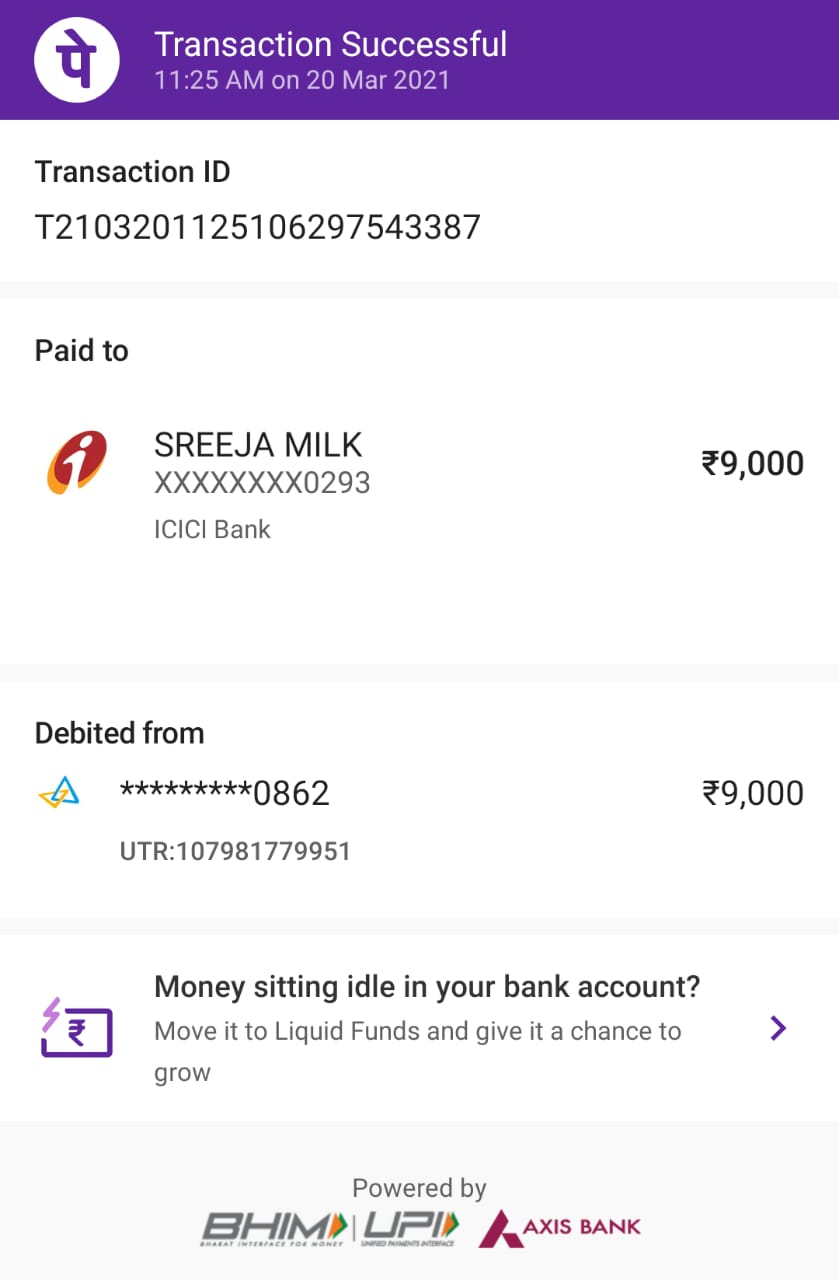 पे
Transaction Successful
11:25 AM on 20 Mar 2021
Transaction ID
T2103201125106297543387
Paid to
SREEJA MILK
₹9,000
XXXXXXXX0293
ICICI Bank
Debited from
*********0862
₹9,000
UTR:107981779951
Money sitting idle in your bank account?
Move it to Liquid Funds and give it a chance to
grow
₹
Powered by
BHIM UPI AXIS BANK
BHARAT INTERFACE FOR MONEY UNIFIED PAYMENTS INTERFACE